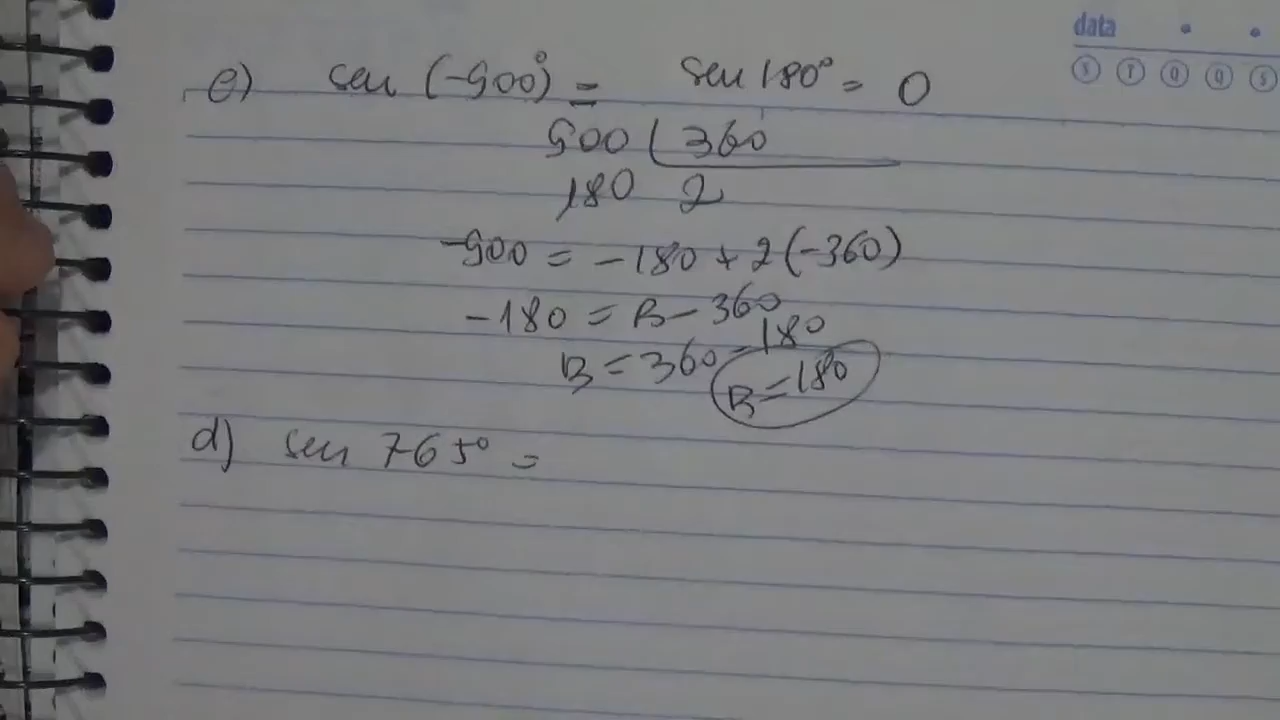 data
S T Q Q S
e) sen (-900°) = sen 180° = 0
900 | 360
180 2
-900 = -180 + 2(-360)
-180 = B - 360
B = 360 - 180
B = 180
d) sen 765° =